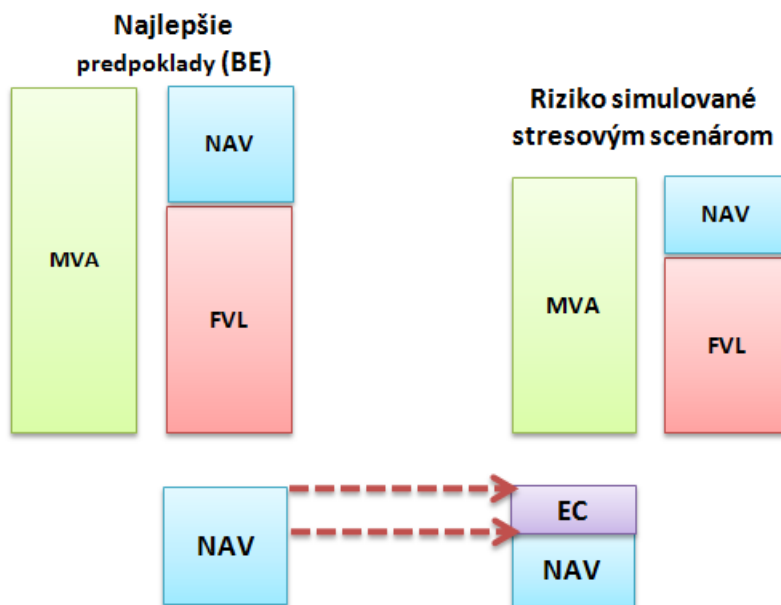 Najlepšie
predpoklady (BE)
NAV
MVA
FVL
Riziko simulované
stresovým scenárom
NAV
MVA
FVL
NAV
EC
NAV